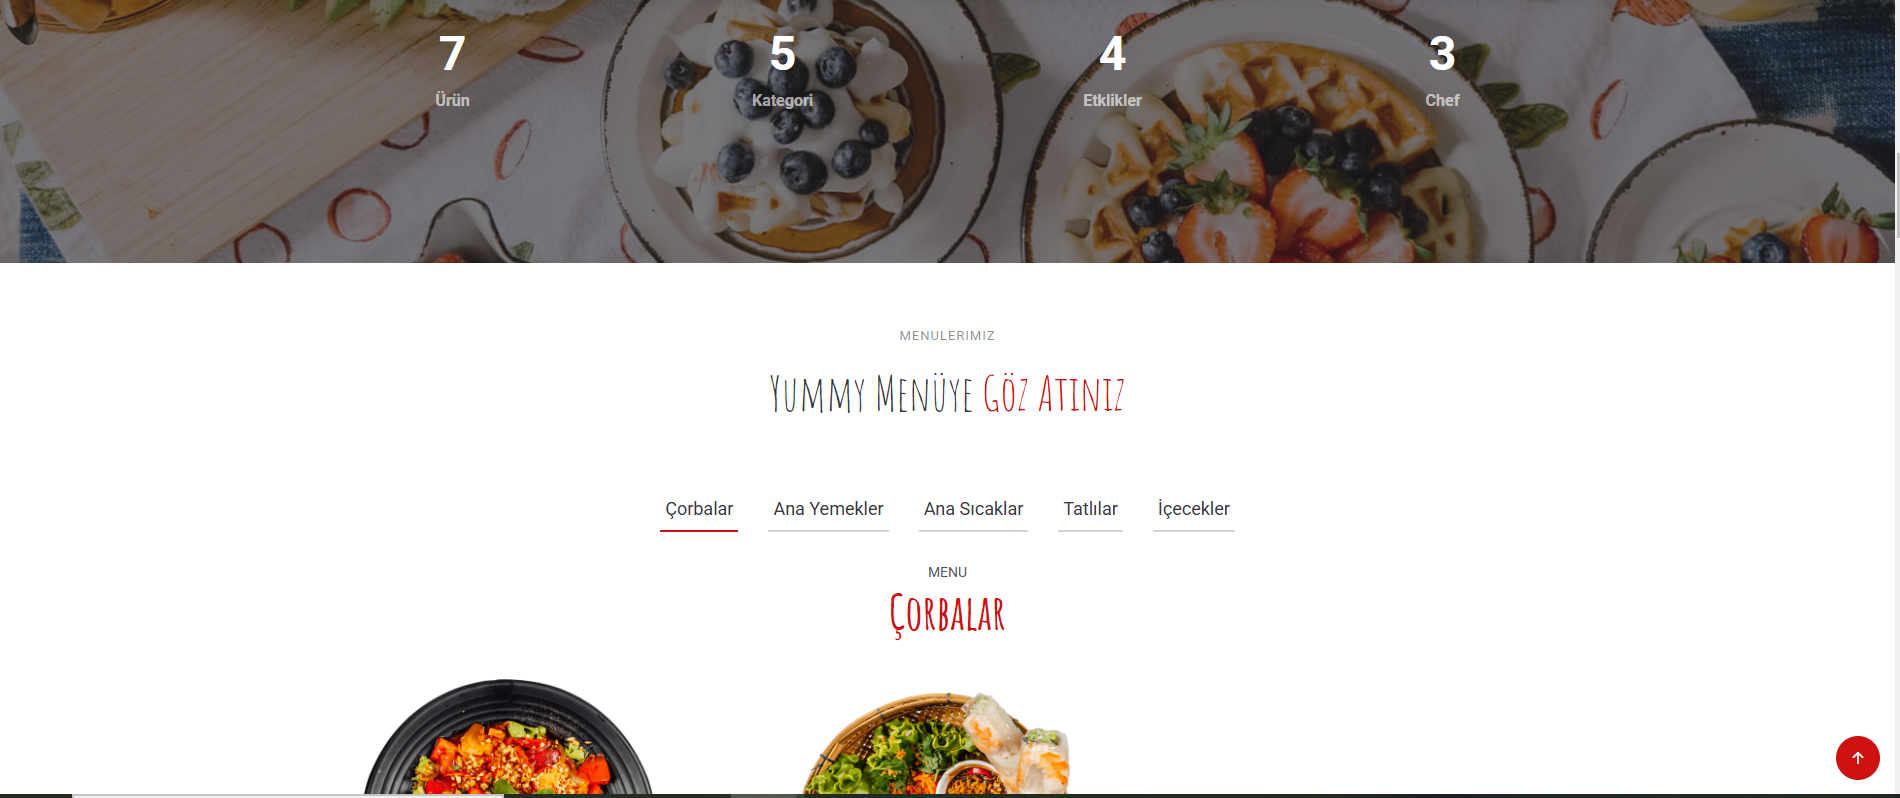 7
5
4
3
Ürün
Kategori
Etklikler
Chef
MENULERIMIZ
Yummy Menüye Göz Atınız
Çorbalar
Ana Yemekler
Ana Sıcaklar
Tatlılar
İçecekler
MENU
Çorbalar